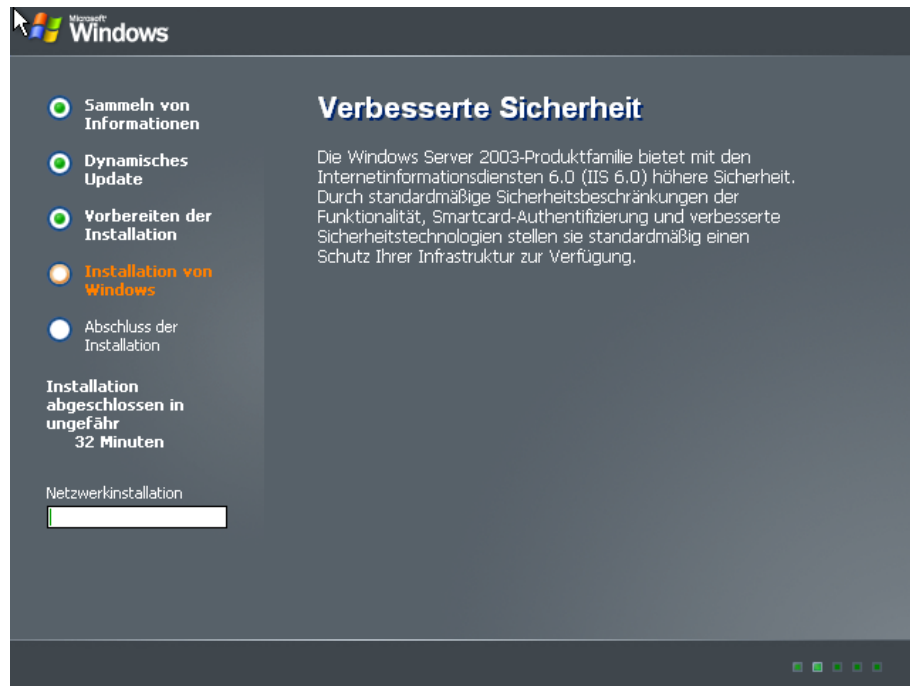 Microsoft
Windows
Sammeln von
Informationen
Dynamisches
Update
Vorbereiten der
Installation
Installation von
Windows
Abschluss der
Installation
Installation
abgeschlossen in
ungefähr
32 Minuten
Netzwerkinstallation
Verbesserte Sicherheit
Die Windows Server 2003-Produktfamilie bietet mit den
Internetinformationsdiensten 6.0 (IIS 6.0) höhere Sicherheit.
Durch standardmäßige Sicherheitsbeschränkungen der
Funktionalität, Smartcard-Authentifizierung und verbesserte
Sicherheitstechnologien stellen sie standardmäßig einen
Schutz Ihrer Infrastruktur zur Verfügung.